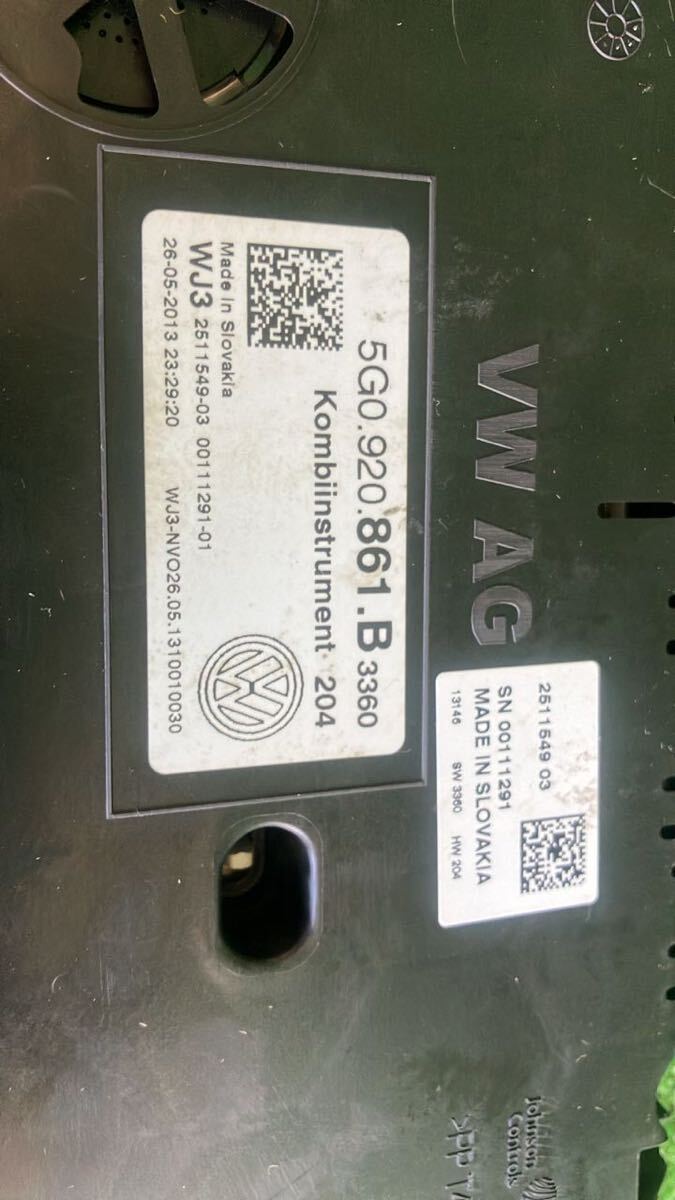 VW AG
5G0.920.861.B 3360
Kombiinstrument 204
Made in Slovakia
WJ3 2511549-03 00111291-01
26-05-2013 23:29:20 WJ3-NVO26.05.1310010030
2511549 03
SN 00111291
MADE IN SLOVAKIA
13146 SW 3360 HW 204
Johnson
Controls